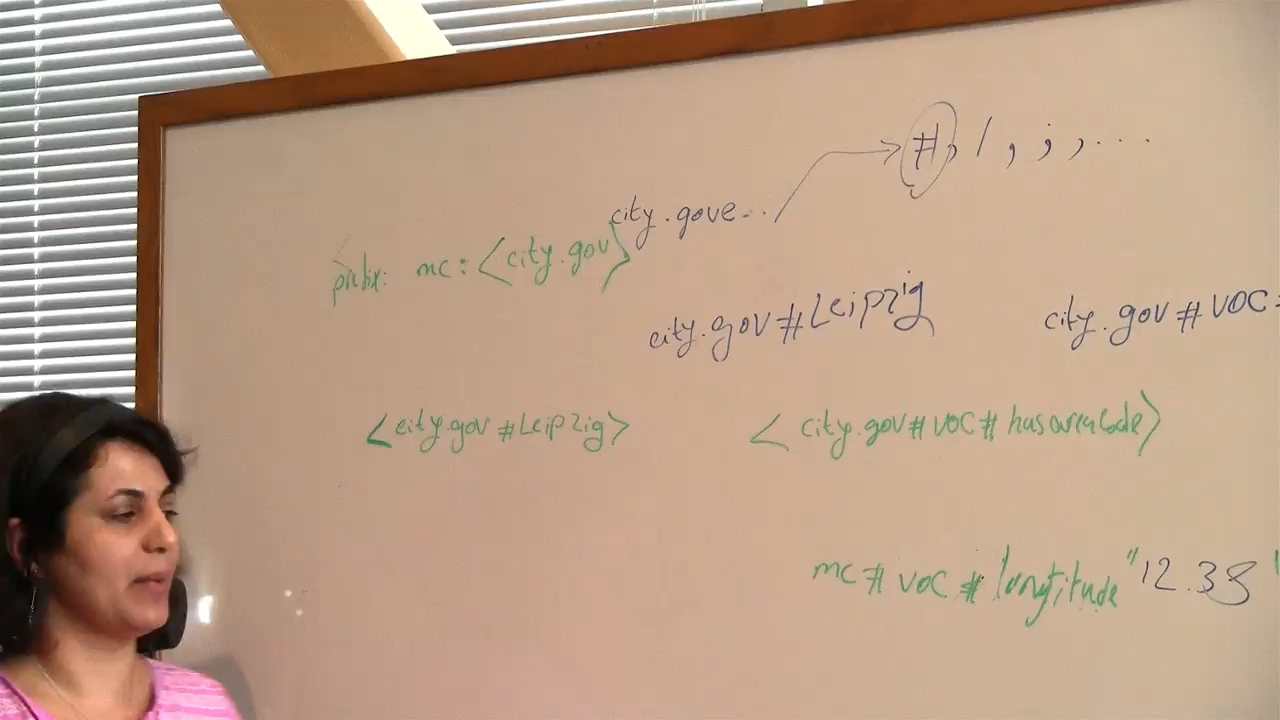 #, / , ; , . . . .
city.gove...
prefix: mc: <city.gov>
city.gov#Leipzig city.gov#VOC
<city.gov#Leipzig> <city.gov#VOC#hasareaCode>
mc#VOC#longtitude "12.38"